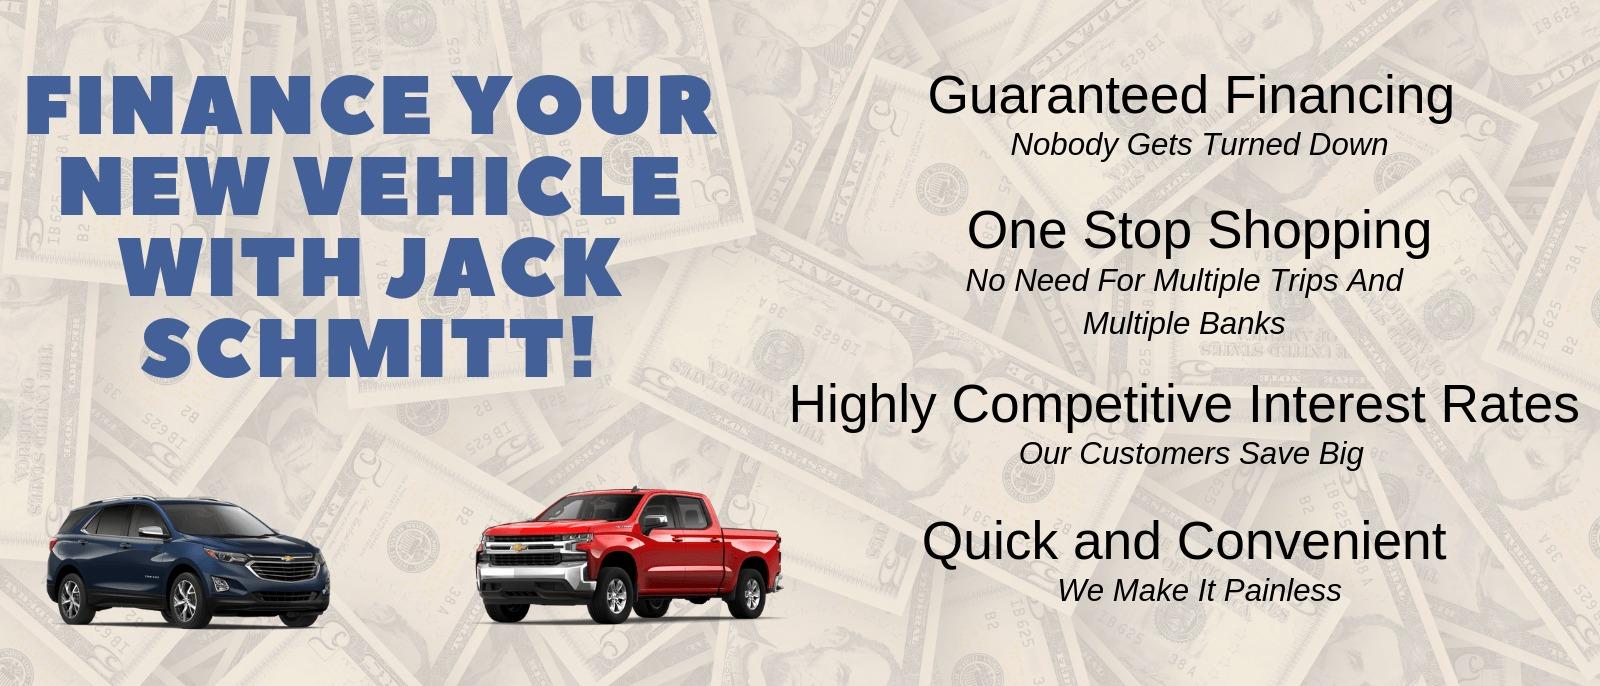 FINANCE YOUR
NEW VEHICLE
WITH JACK
SCHMITT!
Guaranteed Financing
Nobody Gets Turned Down
One Stop Shopping
No Need For Multiple Trips And
Multiple Banks
Highly Competitive Interest Rates
Our Customers Save Big
Quick and Convenient
We Make It Painless